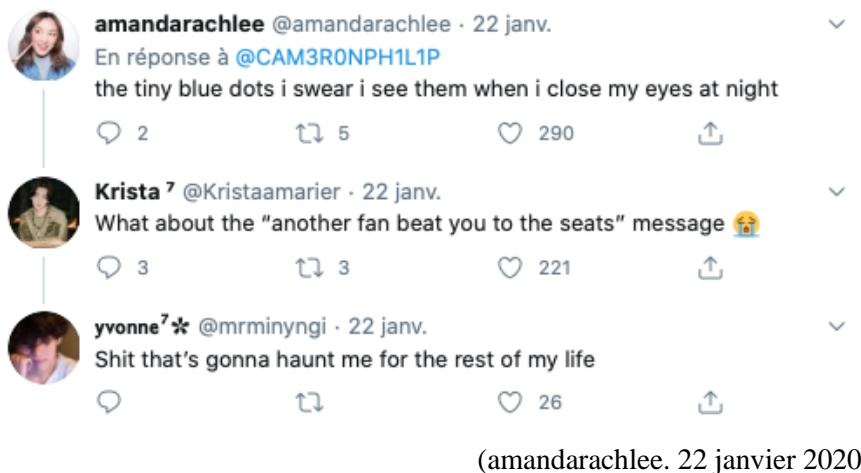 amandarachlee @amandarachlee · 22 janv.
En réponse à @CAM3R0NPH1L1P
the tiny blue dots i swear i see them when i close my eyes at night
2 5 290
Krista ⁷ @Kristaamarier · 22 janv.
What about the “another fan beat you to the seats” message 😭
3 3 221
yvonne⁷✲ @mrminyngi · 22 janv.
Shit that’s gonna haunt me for the rest of my life
26
(amandarachlee. 22 janvier 2020